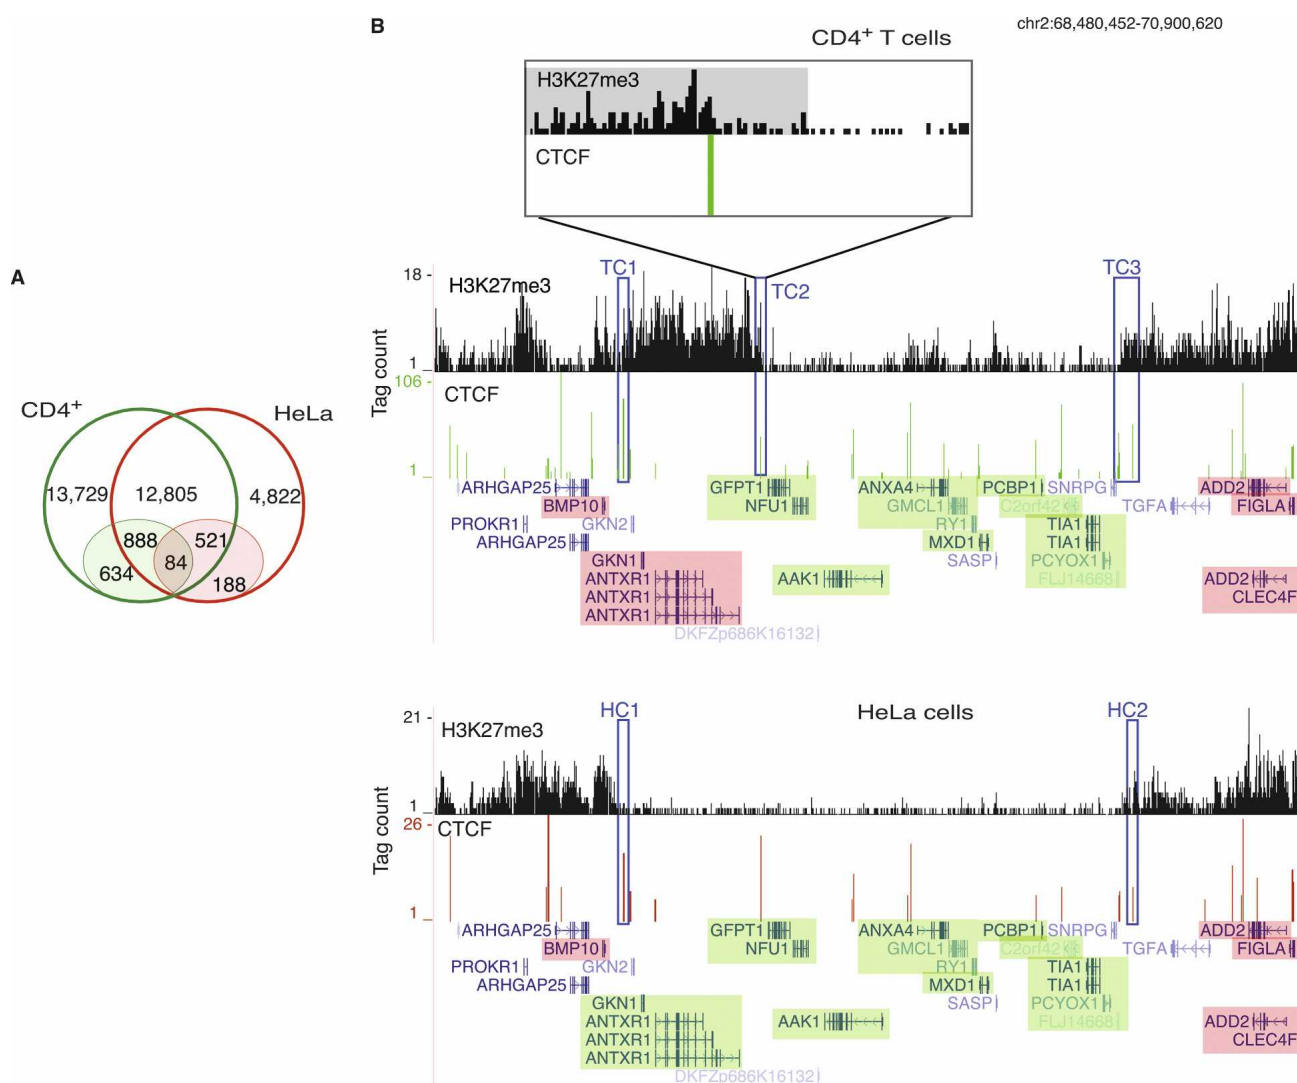 B
chr2:68,480,452-70,900,620
CD4+ T cells
H3K27me3
CTCF
A
CD4+
HeLa
13,729
12,805
4,822
888
521
84
634
188
TC1
TC2
TC3
18
H3K27me3
1
Tag count
106
CTCF
1
ARHGAP25
GFPT1
ANXA4
PCBP1
SNRPG
ADD2
BMP10
NFU1
GMCL1
C2orf42
TGFA
FIGLA
PROKR1
GKN2
RY1
TIA1
ARHGAP25
MXD1
TIA1
GKN1
SASP
PCYOX1
ANTXR1
AAK1
FLJ14668
ADD2
ANTXR1
CLEC4F
ANTXR1
DKFZp686K16132
HC1
HeLa cells
HC2
21
H3K27me3
1
Tag count
26
CTCF
1
ARHGAP25
GFPT1
ANXA4
PCBP1
SNRPG
ADD2
BMP10
NFU1
GMCL1
C2orf42
TGFA
FIGLA
PROKR1
GKN2
RY1
TIA1
ARHGAP25
MXD1
TIA1
GKN1
SASP
PCYOX1
ANTXR1
AAK1
FLJ14668
ADD2
ANTXR1
CLEC4F
ANTXR1
DKFZp686K16132